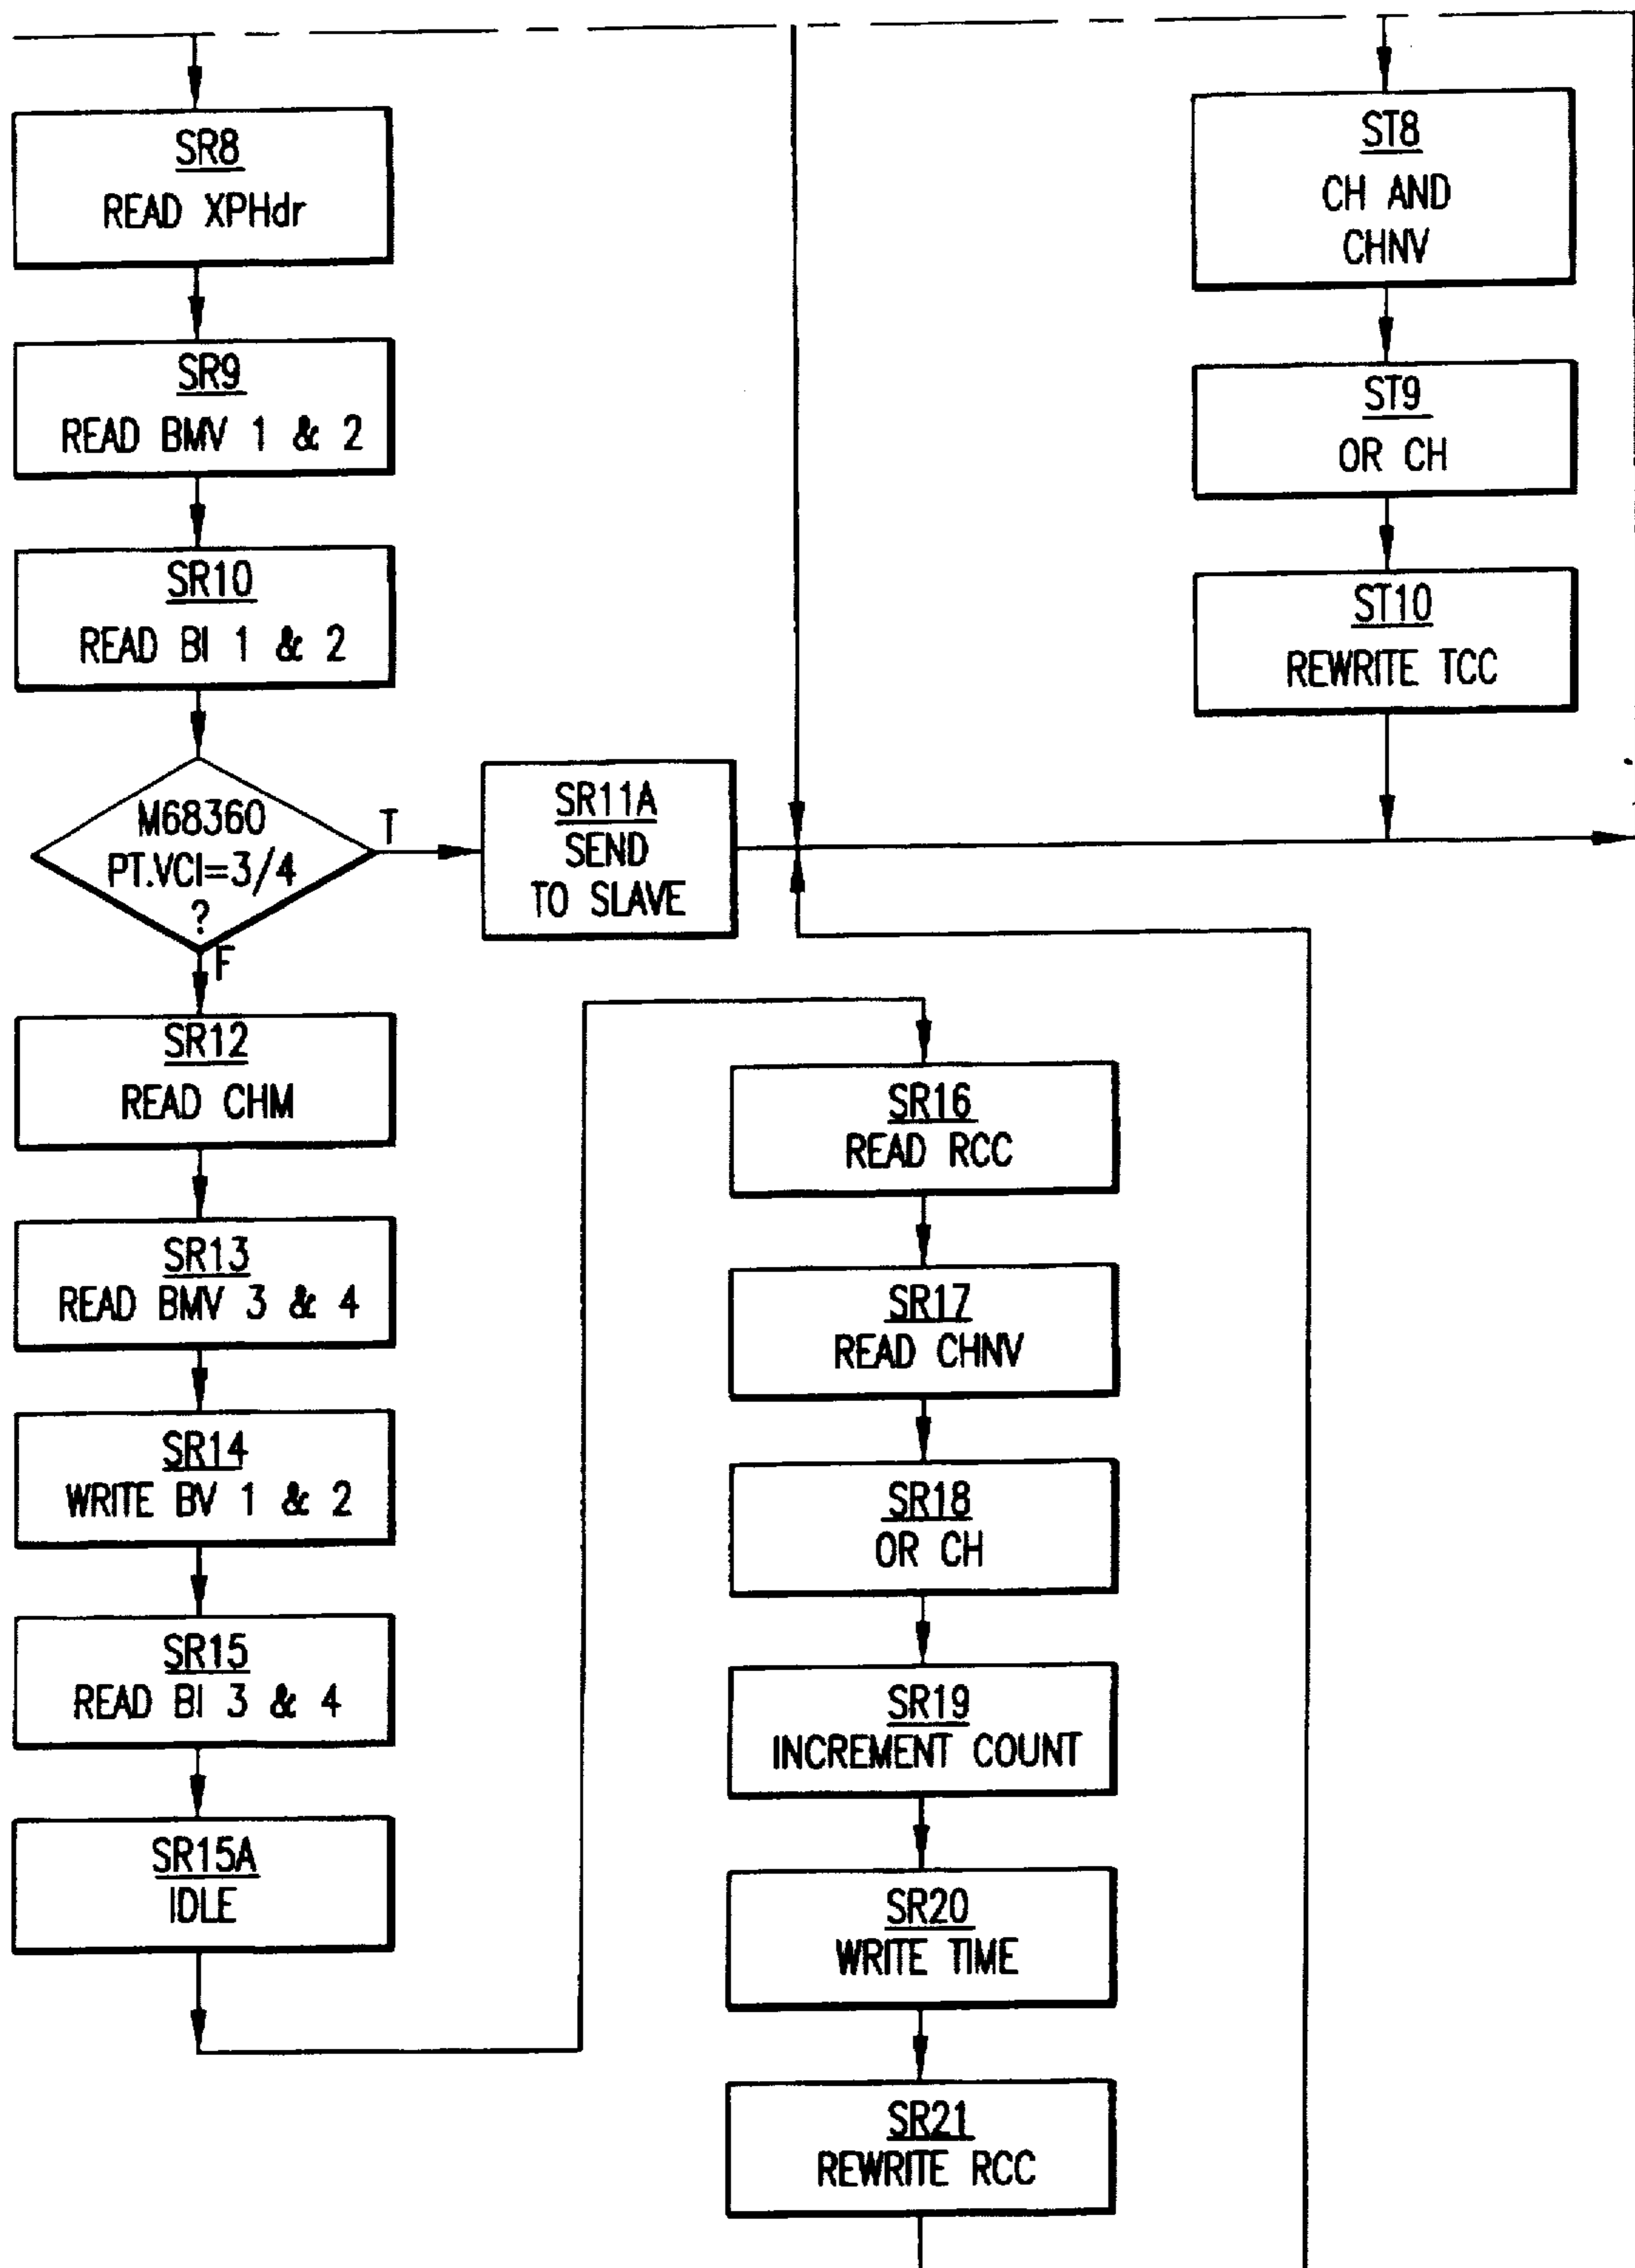 SR8
READ XPHdr
SR9
READ BMV 1 & 2
SR10
READ BI 1 & 2
M68360
PT.VCI=3/4
?
T
F
SR11A
SEND
TO SLAVE
SR12
READ CHM
SR13
READ BMV 3 & 4
SR14
WRITE BV 1 & 2
SR15
READ BI 3 & 4
SR15A
IDLE
SR16
READ RCC
SR17
READ CHNV
SR18
OR CH
SR19
INCREMENT COUNT
SR20
WRITE TIME
SR21
REWRITE RCC
ST8
CH AND
CHNV
ST9
OR CH
ST10
REWRITE TCC